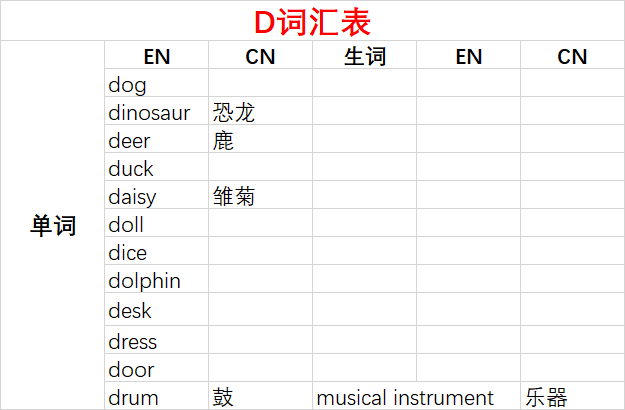 D词汇表
EN CN 生词 EN CN
dog
dinosaur 恐龙
deer 鹿
duck
daisy 雏菊
doll
单词
dice
dolphin
desk
dress
door
drum 鼓 musical instrument 乐器